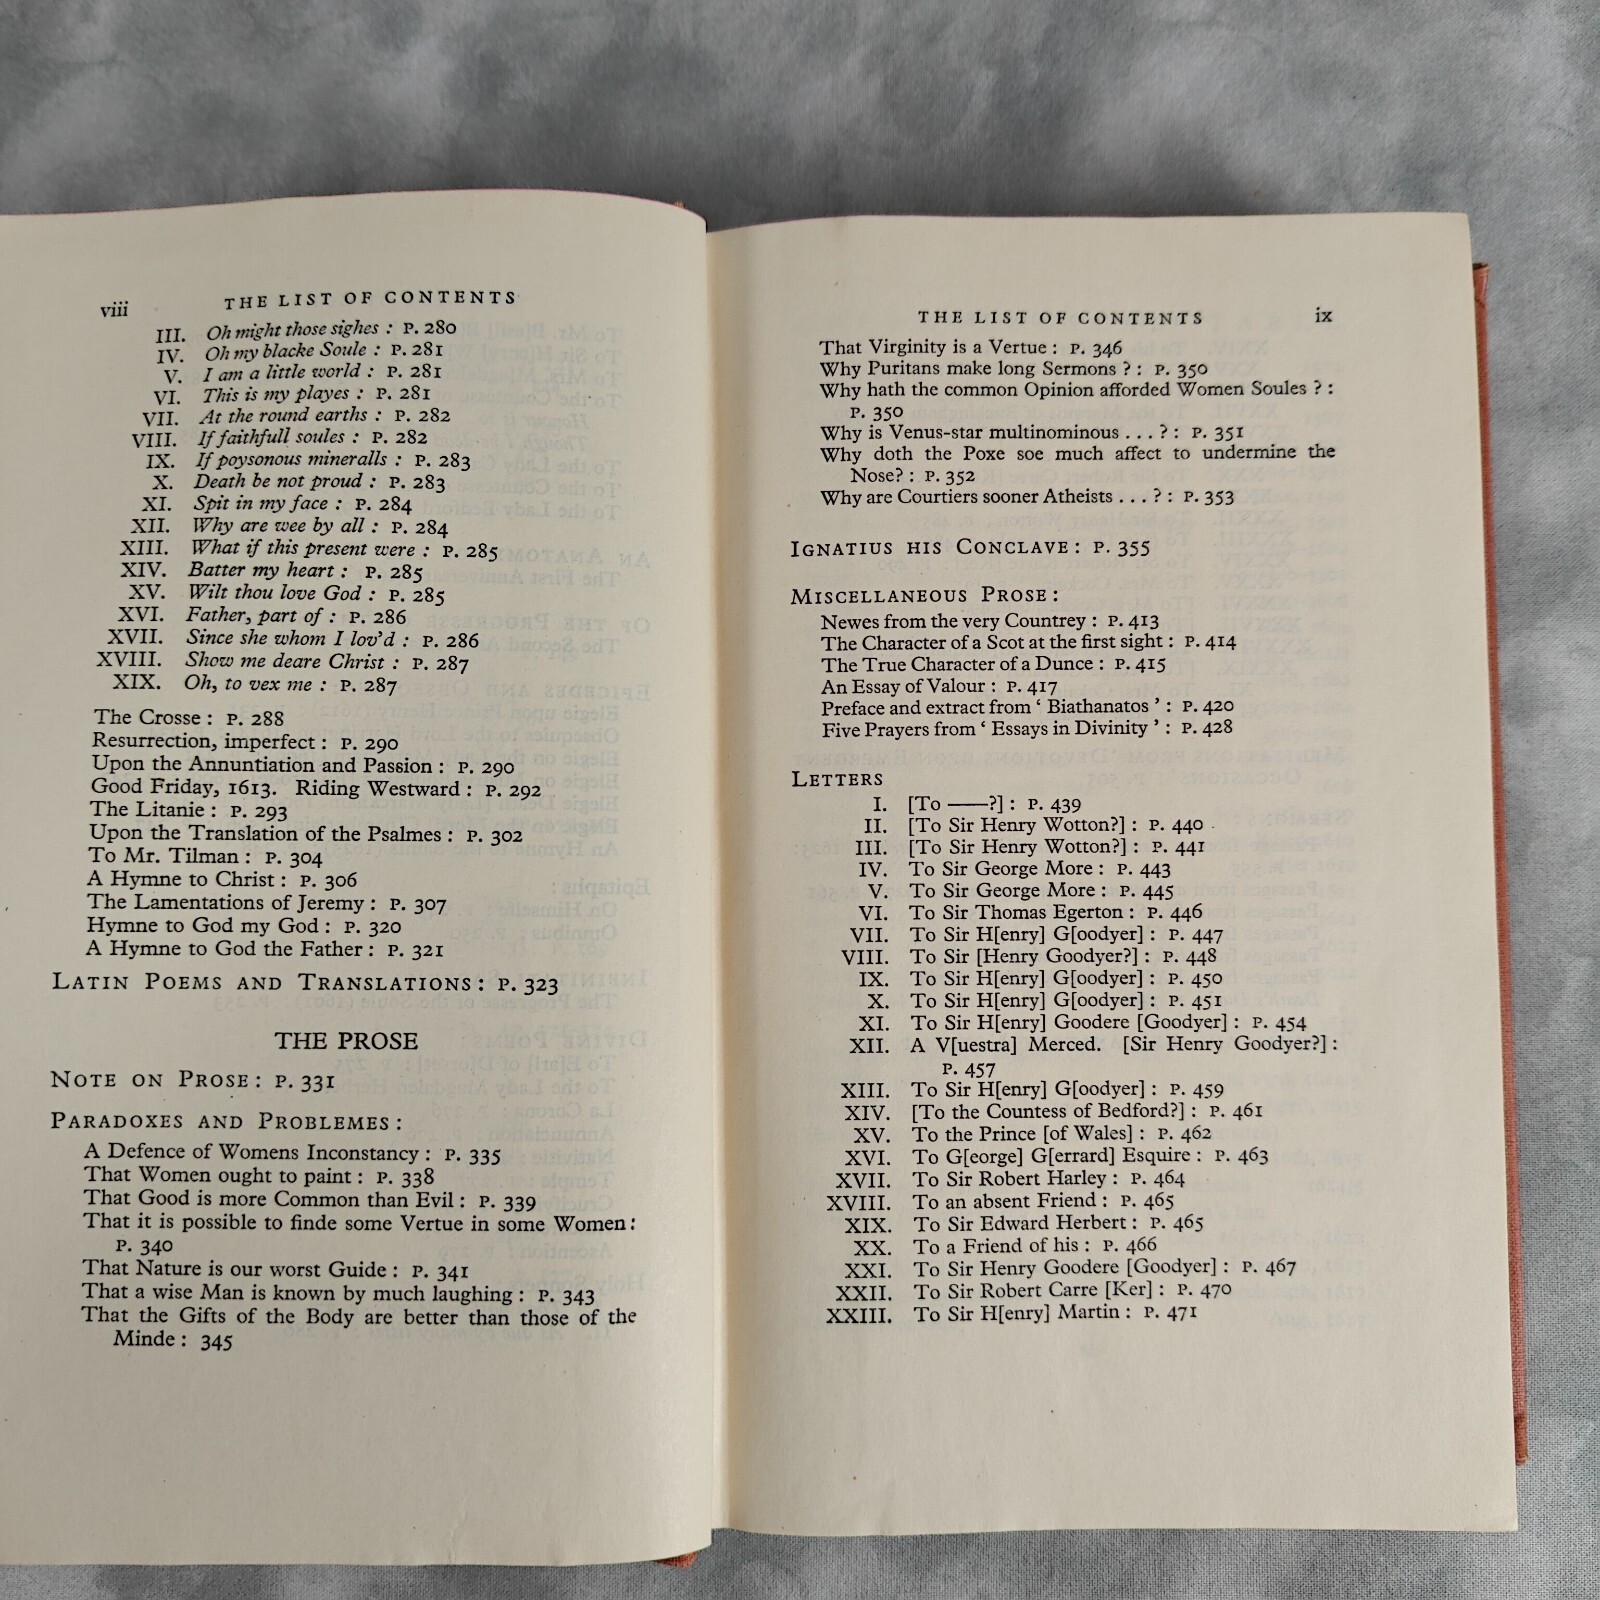 viii
THE LIST OF CONTENTS
III. Oh might those sighes : P. 280
IV. Oh my blacke Soule : P. 281
V. I am a little world : P. 281
VI. This is my playes : P. 281
VII. At the round earths : P. 282
VIII. If faithfull soules : P. 282
IX. If poysonous mineralls : P. 283
X. Death be not proud : P. 283
XI. Spit in my face : P. 284
XII. Why are wee by all : P. 284
XIII. What if this present were : P. 285
XIV. Batter my heart : P. 285
XV. Wilt thou love God : P. 285
XVI. Father, part of : P. 286
XVII. Since she whom I lov'd : P. 286
XVIII. Show me deare Christ : P. 287
XIX. Oh, to vex me : P. 287
The Crosse : P. 288
Resurrection, imperfect : P. 290
Upon the Annuntiation and Passion : P. 290
Good Friday, 1613. Riding Westward : P. 292
The Litanie : P. 293
Upon the Translation of the Psalmes : P. 302
To Mr. Tilman : P. 304
A Hymne to Christ : P. 306
The Lamentations of Jeremy : P. 307
Hymne to God my God : P. 320
A Hymne to God the Father : P. 321
LATIN POEMS AND TRANSLATIONS : P. 323
THE PROSE
NOTE ON PROSE : P. 331
PARADOXES AND PROBLEMES :
A Defence of Womens Inconstancy : P. 335
That Women ought to paint : P. 338
That Good is more Common than Evil : P. 339
That it is possible to finde some Vertue in some Women :
P. 340
That Nature is our worst Guide : P. 341
That a wise Man is known by much laughing : P. 343
That the Gifts of the Body are better than those of the
Minde : 345
THE LIST OF CONTENTS
ix
That Virginity is a Vertue : P. 346
Why Puritans make long Sermons ? : P. 350
Why hath the common Opinion afforded Women Soules ? :
P. 350
Why is Venus-star multinominous . . . ? : P. 351
Why doth the Poxe soe much affect to undermine the
Nose? : P. 352
Why are Courtiers sooner Atheists . . . ? : P. 353
IGNATIUS HIS CONCLAVE : P. 355
MISCELLANEOUS PROSE :
Newes from the very Countrey : P. 413
The Character of a Scot at the first sight : P. 414
The True Character of a Dunce : P. 415
An Essay of Valour : P. 417
Preface and extract from ' Biathanatos ' : P. 420
Five Prayers from ' Essays in Divinity ' : P. 428
LETTERS
I. [To ——?] : P. 439
II. [To Sir Henry Wotton?] : P. 440
III. [To Sir Henry Wotton?] : P. 441
IV. To Sir George More : P. 443
V. To Sir George More : P. 445
VI. To Sir Thomas Egerton : P. 446
VII. To Sir H[enry] G[oodyer] : P. 447
VIII. To Sir [Henry Goodyer?] : P. 448
IX. To Sir H[enry] G[oodyer] : P. 450
X. To Sir H[enry] G[oodyer] : P. 451
XI. To Sir H[enry] Goodere [Goodyer] : P. 454
XII. A V[uestra] Merced. [Sir Henry Goodyer?] :
P. 457
XIII. To Sir H[enry] G[oodyer] : P. 459
XIV. [To the Countess of Bedford?] : P. 461
XV. To the Prince [of Wales] : P. 462
XVI. To G[eorge] G[errard] Esquire : P. 463
XVII. To Sir Robert Harley : P. 464
XVIII. To an absent Friend : P. 465
XIX. To Sir Edward Herbert : P. 465
XX. To a Friend of his : P. 466
XXI. To Sir Henry Goodere [Goodyer] : P. 467
XXII. To Sir Robert Carre [Ker] : P. 470
XXIII. To Sir H[enry] Martin : P. 471